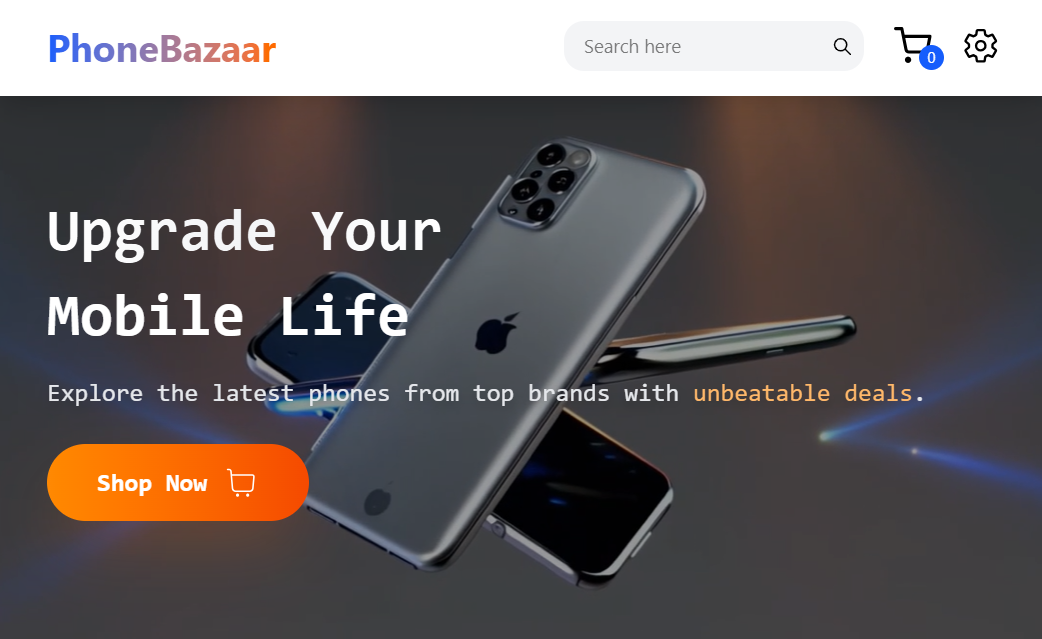 PhoneBazaar
Search here
0
Upgrade Your
Mobile Life
Explore the latest phones from top brands with unbeatable deals.
Shop Now